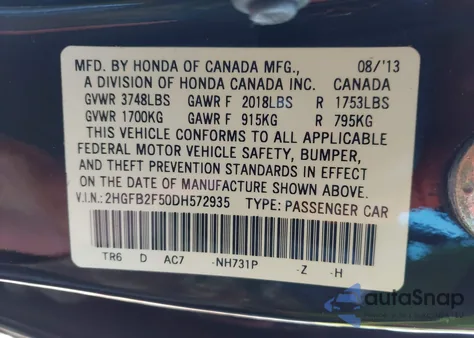 MFD. BY HONDA OF CANADA MFG., 08/'13
A DIVISION OF HONDA CANADA INC. CANADA
GVWR 3748LBS GAWR F 2018LBS R 1753LBS
GVWR 1700KG GAWR F 915KG R 795KG
THIS VEHICLE CONFORMS TO ALL APPLICABLE
FEDERAL MOTOR VEHICLE SAFETY, BUMPER,
AND THEFT PREVENTION STANDARDS IN EFFECT ON
THE DATE OF MANUFACTURE SHOWN ABOVE.
V.I.N.: 2HGFB2F50DH572935 TYPE: PASSENGER CAR
TR6 D AC7 -NH731P -Z -H
autoSnap